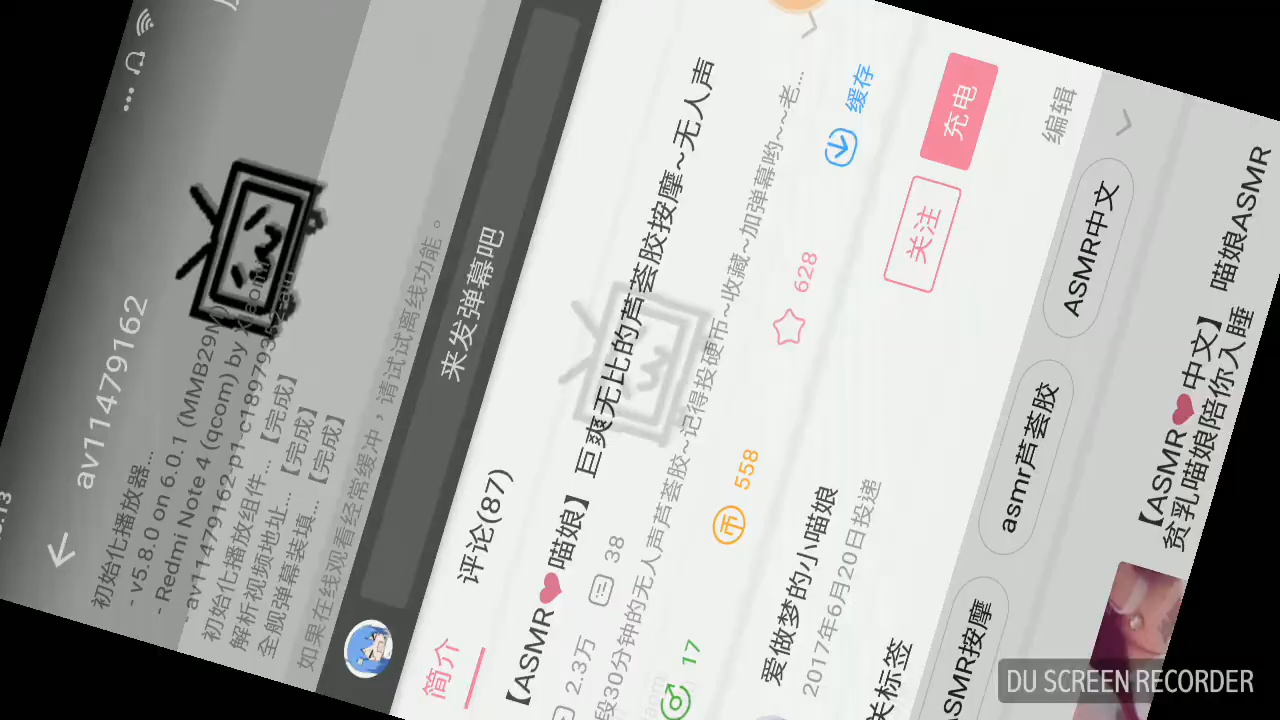 av11479162
初始化播放器...
- v5.8.0 on 6.0.1 (MMB29M)
- Redmi Note 4 (qcom) by Xiaomi
初始化播放组件... 【完成】
解析视频地址... 【完成】
全舰弹幕装填... 【完成】
如果在线观看经常缓冲，请试试离线功能。
来发弹幕吧
简介
评论(87)
【ASMR❤喵娘】巨爽无比的芦荟胶按摩~无人声
2.3万
38
段30分钟的无人声芦荟胶~记得投硬币~收藏~加弹幕哟~~老...
17
558
628
缓存
爱做梦的小喵娘
2017年6月20日投递
关注
充电
关标签
编辑
ASMR按摩
asmr芦荟胶
ASMR中文
【ASMR❤中文】 喵娘ASMR
贫乳喵娘陪你入睡
DU SCREEN RECORDER